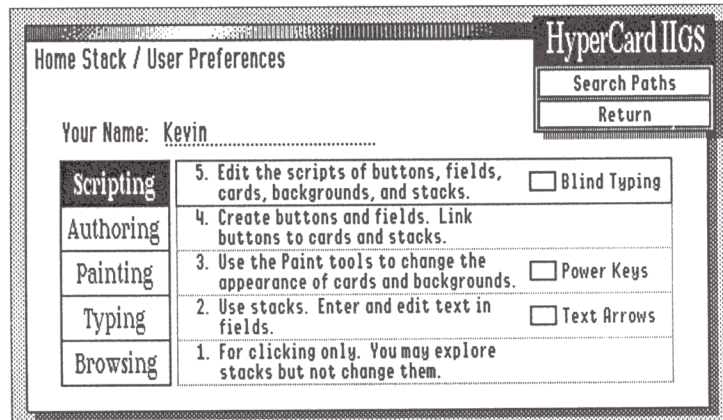 HyperCard IIGS
Home Stack / User Preferences
Search Paths
Return
Your Name: Kevin
Scripting
5. Edit the scripts of buttons, fields,
cards, backgrounds, and stacks.
Blind Typing
Authoring
4. Create buttons and fields. Link
buttons to cards and stacks.
Painting
3. Use the Paint tools to change the
appearance of cards and backgrounds.
Power Keys
Typing
2. Use stacks. Enter and edit text in
fields.
Text Arrows
Browsing
1. For clicking only. You may explore
stacks but not change them.